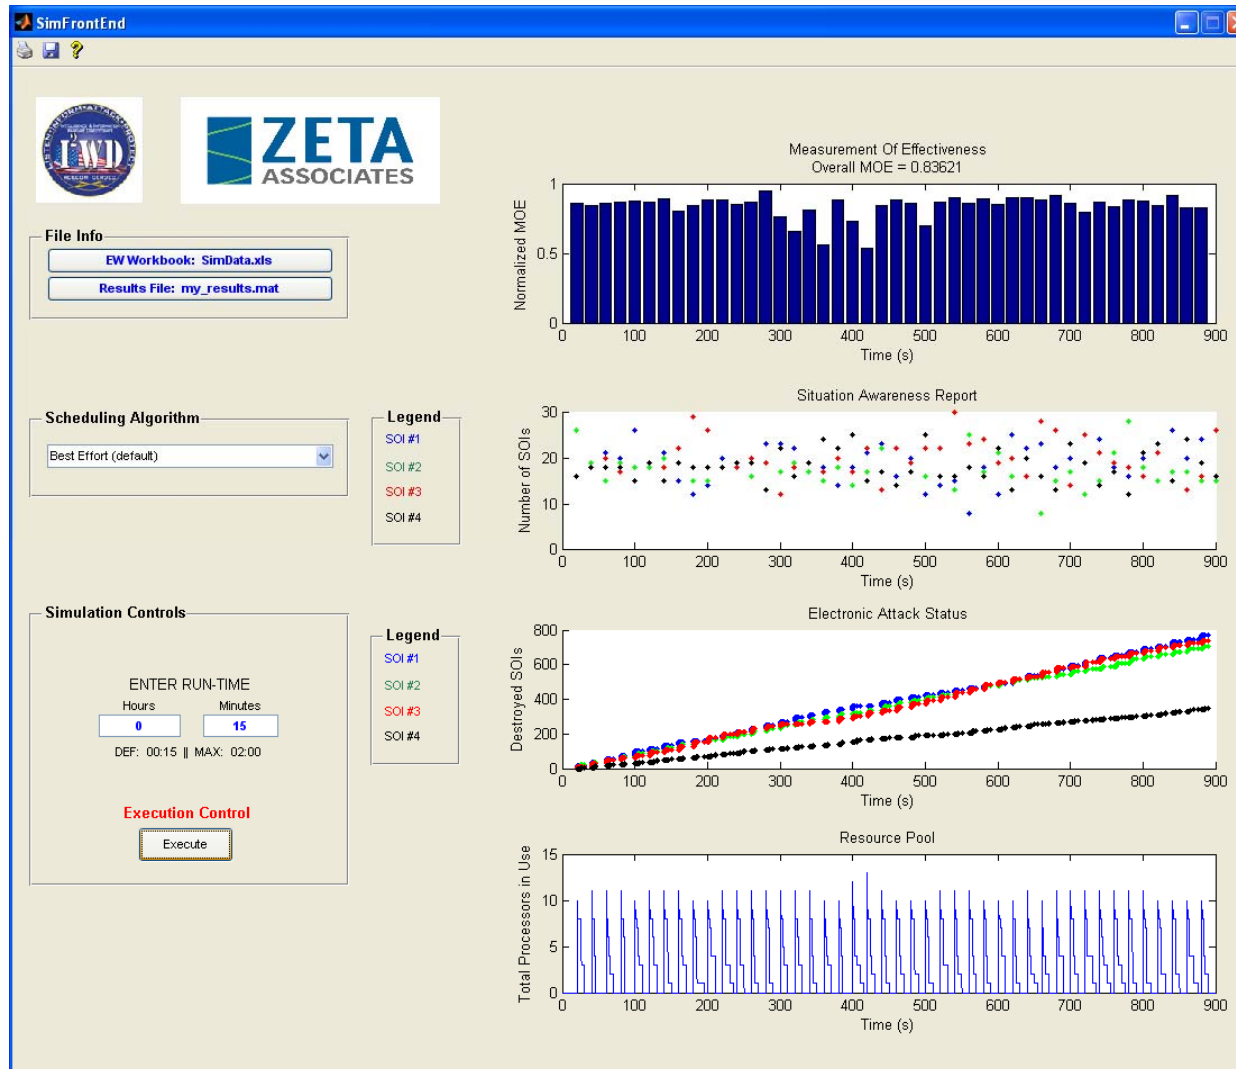 SimFrontEnd
I²WD
ZETA
ASSOCIATES
File Info
EW Workbook: SimData.xls
Results File: my_results.mat
Scheduling Algorithm
Best Effort (default)
Legend
SOI #1
SOI #2
SOI #3
SOI #4
Simulation Controls
ENTER RUN-TIME
Hours Minutes
0 15
DEF: 00:15 || MAX: 02:00
Execution Control
Execute
Legend
SOI #1
SOI #2
SOI #3
SOI #4
Measurement Of Effectiveness
Overall MOE = 0.83621
Normalized MOE
1
0.5
0
0 100 200 300 400 500 600 700 800 900
Time (s)
Situation Awareness Report
Number of SOIs
30
20
10
0
0 100 200 300 400 500 600 700 800 900
Time (s)
Electronic Attack Status
Destroyed SOIs
800
600
400
200
0
0 100 200 300 400 500 600 700 800 900
Time (s)
Resource Pool
Total Processors in Use
15
10
5
0
0 100 200 300 400 500 600 700 800 900
Time (s)